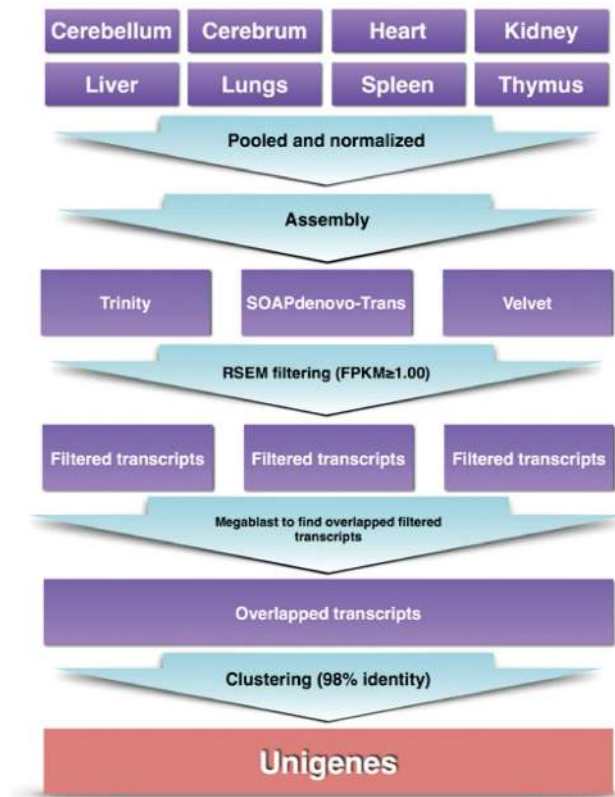 Cerebellum Cerebrum Heart Kidney
Liver Lungs Spleen Thymus
Pooled and normalized
Assembly
Trinity SOAPdenovo-Trans Velvet
RSEM filtering (FPKM≥1.00)
Filtered transcripts Filtered transcripts Filtered transcripts
Megablast to find overlapped filtered
transcripts
Overlapped transcripts
Clustering (98% identity)
Unigenes